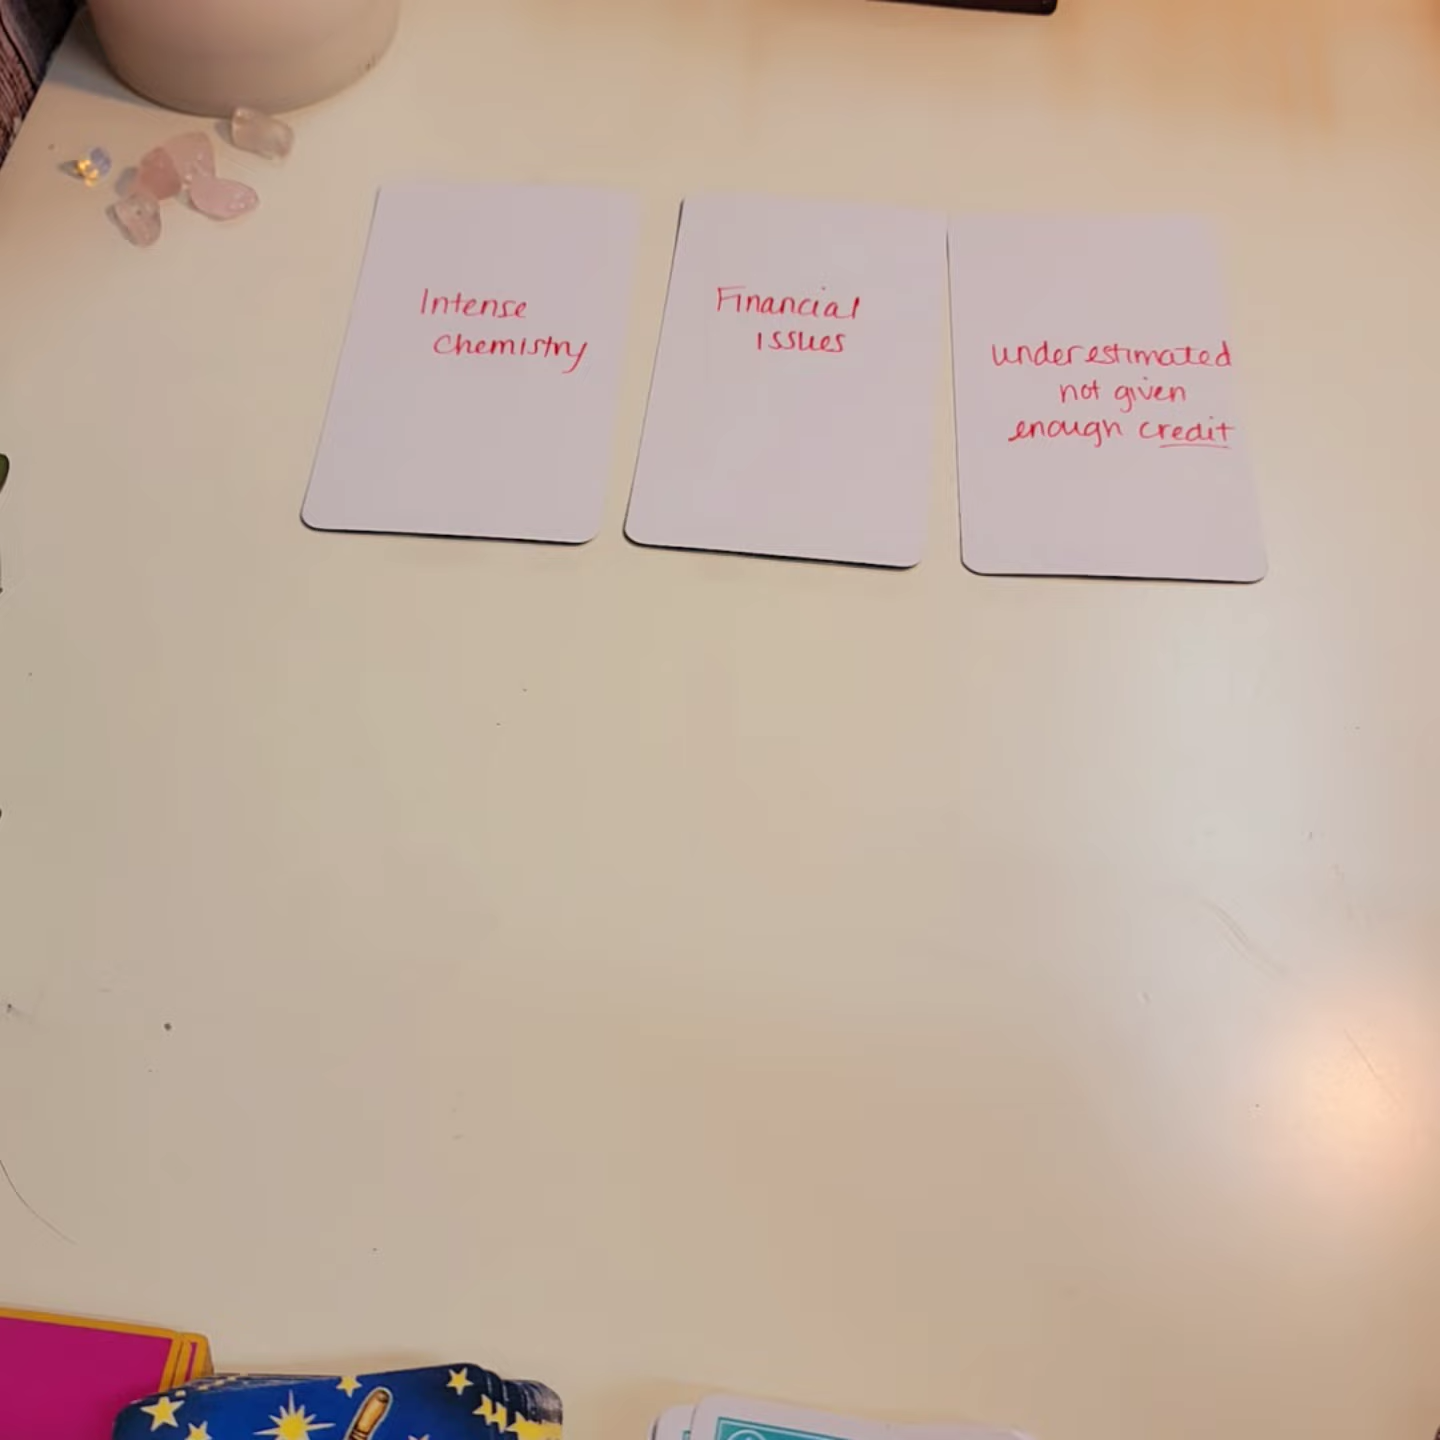 Intense
Chemistry
Financial
Issues
underestimated
not given
enough credit